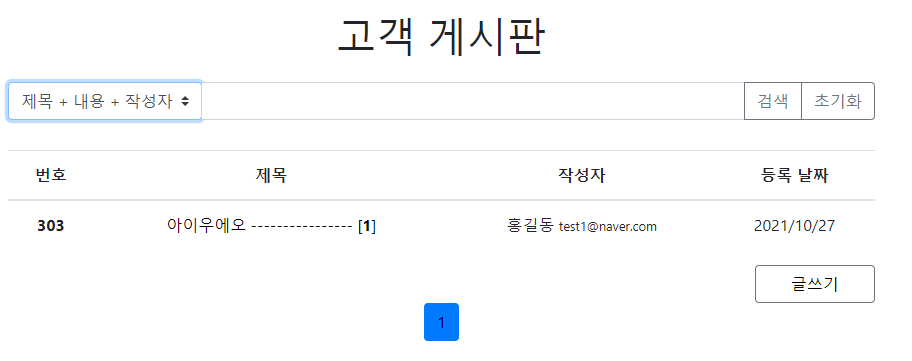 고객 게시판
제목 + 내용 + 작성자 검색 초기화
번호 제목 작성자 등록 날짜
303 아이우에오 ---------------- [1] 홍길동 test1@naver.com 2021/10/27
글쓰기
1